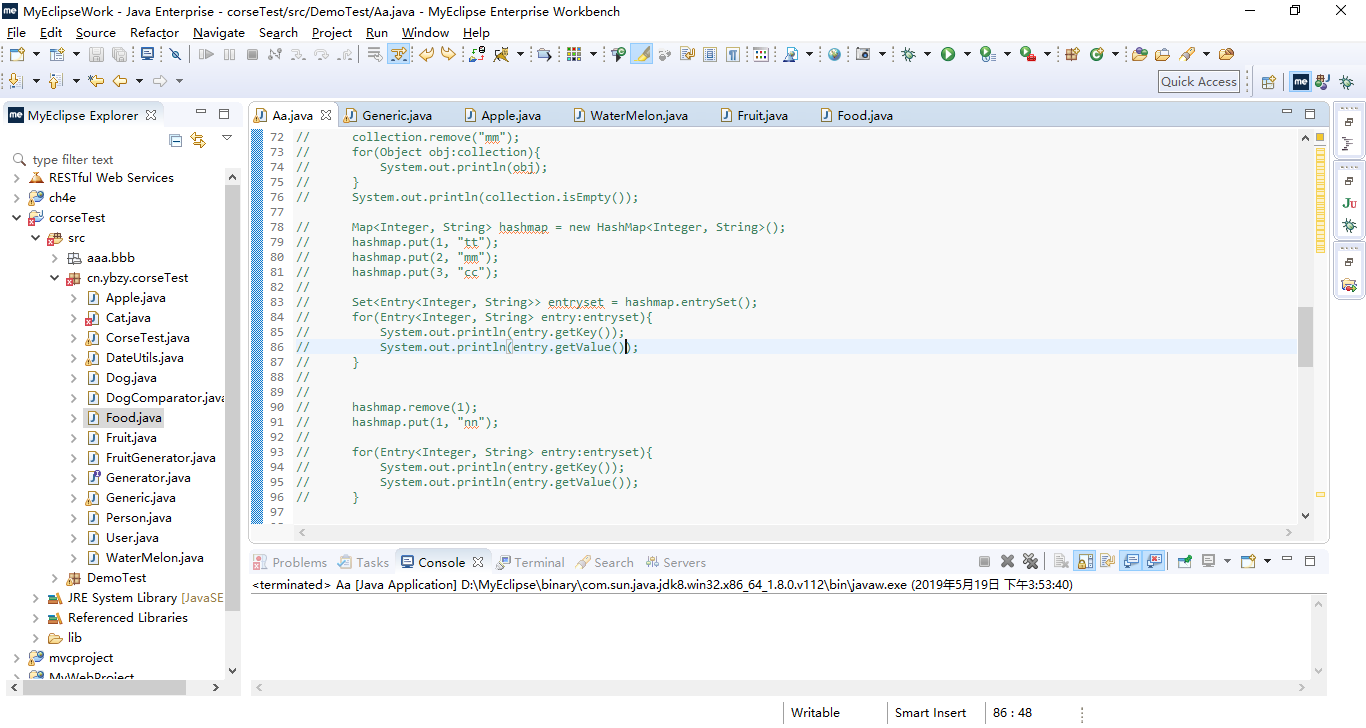 MyEclipseWork - Java Enterprise - corseTest/src/DemoTest/Aa.java - MyEclipse Enterprise Workbench
File Edit Source Refactor Navigate Search Project Run Window Help
Quick Access
MyEclipse Explorer
type filter text
RESTful Web Services
ch4e
corseTest
src
aaa.bbb
cn.ybzy.corseTest
Apple.java
Cat.java
CorseTest.java
DateUtils.java
Dog.java
DogComparator.java
Food.java
Fruit.java
FruitGenerator.java
Generator.java
Generic.java
Person.java
User.java
WaterMelon.java
DemoTest
JRE System Library [JavaSE
Referenced Libraries
lib
mvcproject
MyWebProject
Aa.java Generic.java Apple.java WaterMelon.java Fruit.java Food.java
72 // collection.remove("mm");
73 // for(Object obj:collection){
74 // System.out.println(obj);
75 // }
76 // System.out.println(collection.isEmpty());
77
78 // Map<Integer, String> hashmap = new HashMap<Integer, String>();
79 // hashmap.put(1, "tt");
80 // hashmap.put(2, "mm");
81 // hashmap.put(3, "cc");
82 //
83 // Set<Entry<Integer, String>> entryset = hashmap.entrySet();
84 // for(Entry<Integer, String> entry:entryset){
85 // System.out.println(entry.getKey());
86 // System.out.println(entry.getValue());
87 // }
88 //
89 //
90 // hashmap.remove(1);
91 // hashmap.put(1, "nn");
92 //
93 // for(Entry<Integer, String> entry:entryset){
94 // System.out.println(entry.getKey());
95 // System.out.println(entry.getValue());
96 // }
97
Problems Tasks Console Terminal Search Servers
<terminated> Aa [Java Application] D:\MyEclipse\binary\com.sun.java.jdk8.win32.x86_64_1.8.0.v112\bin\javaw.exe (2019年5月19日 下午3:53:40)
Writable Smart Insert 86 : 48